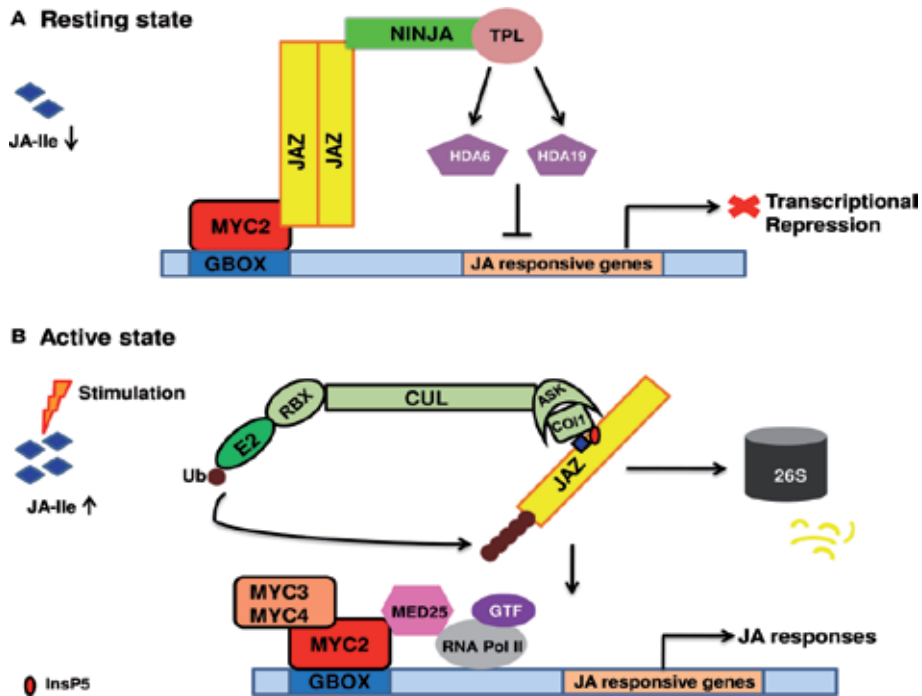 A Resting state
NINJA
TPL
JA-Ile
JAZ
JAZ
HDA6
HDA19
MYC2
Transcriptional
Repression
GBOX
JA responsive genes
B Active state
Stimulation
RBX
CUL
ASK
COI1
E2
Ub
JAZ
26S
JA-Ile
MYC3
MYC4
MED25
GTF
MYC2
RNA Pol II
JA responses
InsP5
GBOX
JA responsive genes